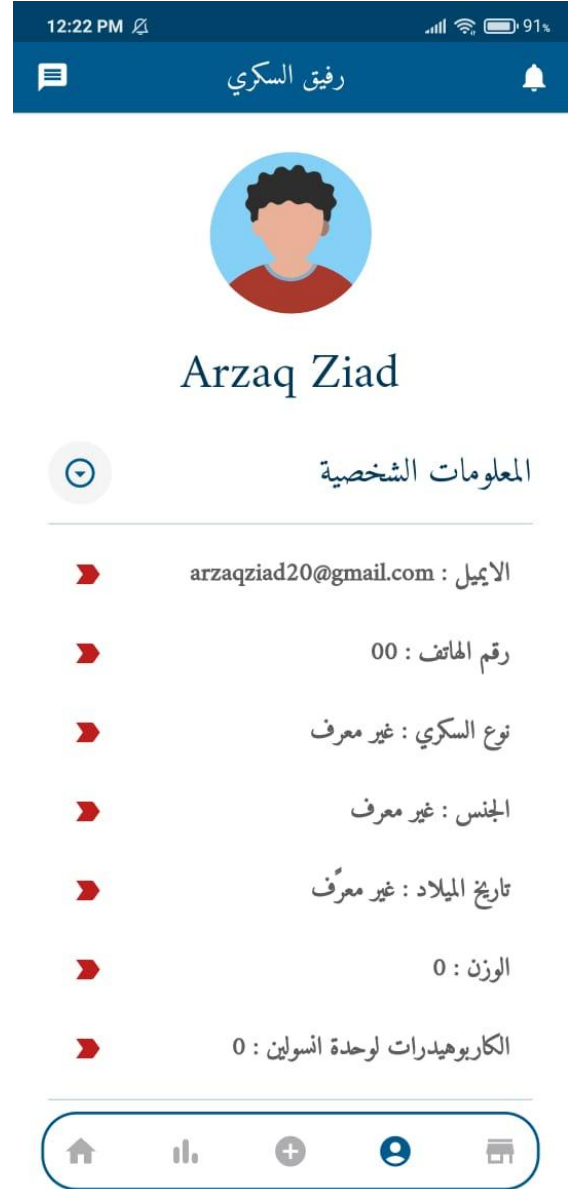 12:22 PM 91%
رفيق السكري
Arzaq Ziad
المعلومات الشخصية
الايميل : arzaqziad20@gmail.com
رقم الهاتف : 00
نوع السكري : غير معرف
الجنس : غير معرف
تاريخ الميلاد : غير معرًف
الوزن : 0
الكاربوهيدرات لوحدة انسولين : 0